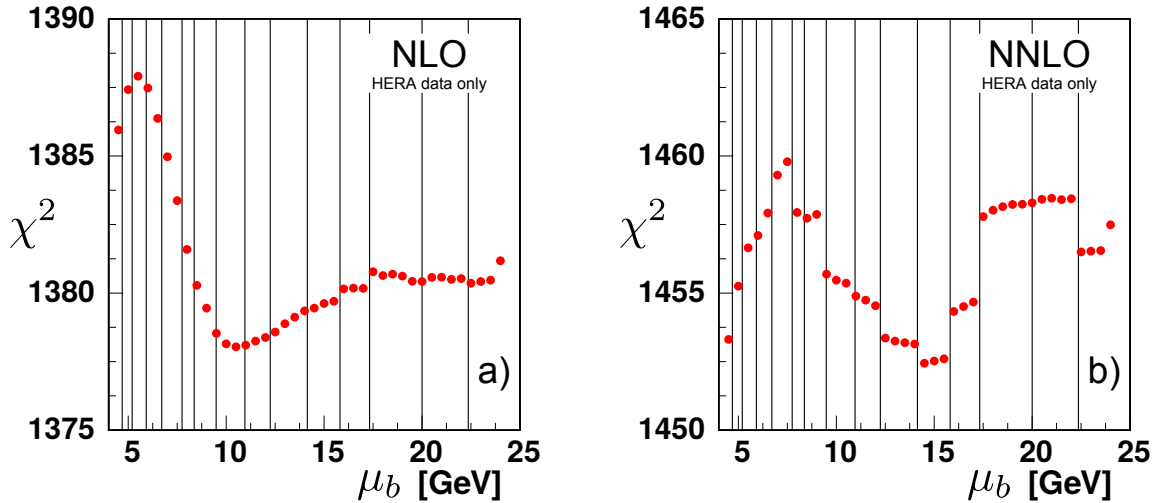 1390
1385
1380
1375
χ²
NLO
HERA data only
a)
5
10
15
20
25
μ_b [GeV]
1465
1460
1455
1450
χ²
NNLO
HERA data only
b)
5
10
15
20
25
μ_b [GeV]